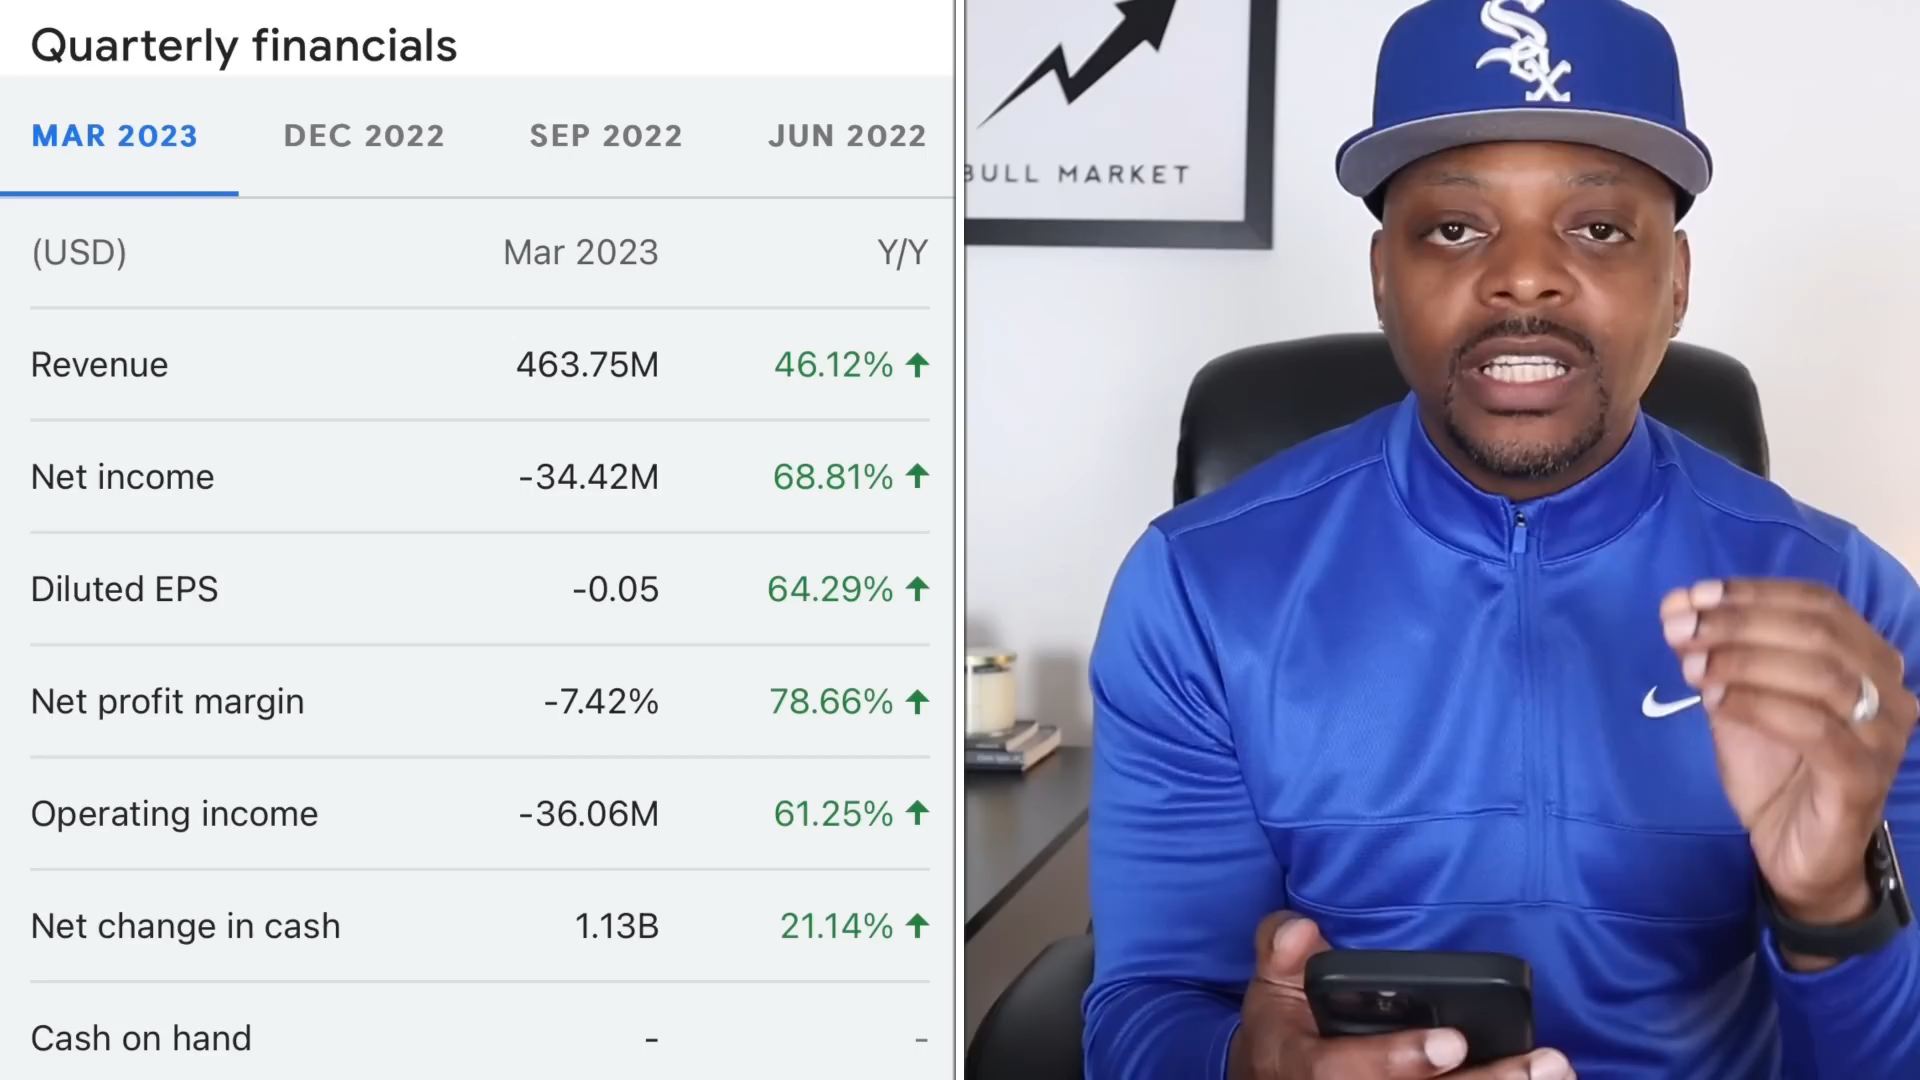 Quarterly financials
MAR 2023 DEC 2022 SEP 2022 JUN 2022
(USD) Mar 2023 Y/Y
Revenue 463.75M 46.12%
Net income -34.42M 68.81%
Diluted EPS -0.05 64.29%
Net profit margin -7.42% 78.66%
Operating income -36.06M 61.25%
Net change in cash 1.13B 21.14%
Cash on hand - -
BULL MARKET
Sox